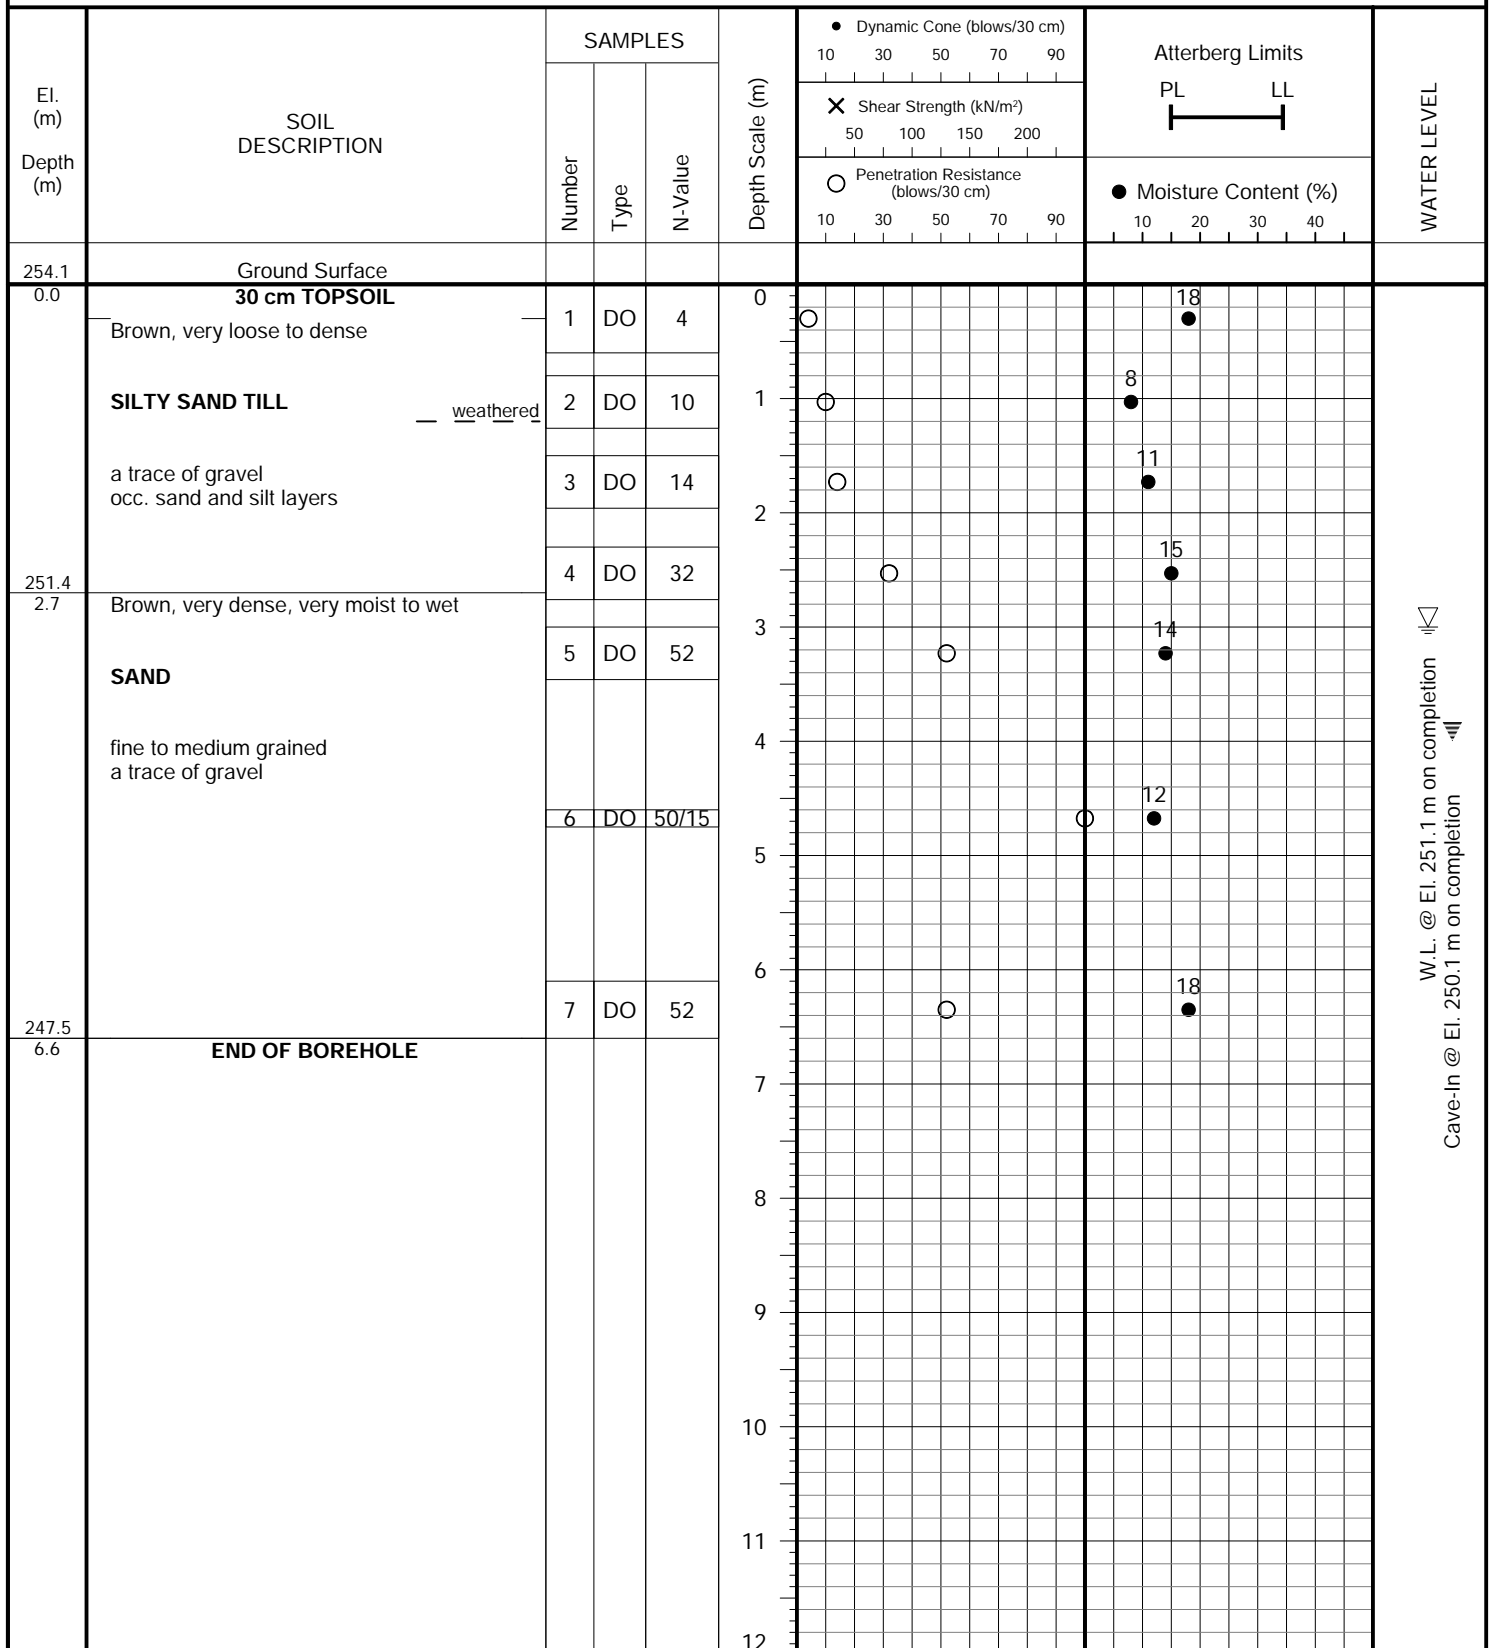 El.
(m)
Depth
(m)
SOIL
DESCRIPTION
SAMPLES
Number
Type
N-Value
Depth Scale (m)
Dynamic Cone (blows/30 cm)
10 30 50 70 90
Shear Strength (kN/m²)
50 100 150 200
Penetration Resistance
(blows/30 cm)
10 30 50 70 90
Atterberg Limits
PL LL
Moisture Content (%)
10 20 30 40
WATER LEVEL
254.1 Ground Surface
0.0 30 cm TOPSOIL 0 18
Brown, very loose to dense 1 DO 4
8
SILTY SAND TILL weathered 2 DO 10 1
11
a trace of gravel 3 DO 14
occ. sand and silt layers
2
15
4 DO 32
251.4
2.7 Brown, very dense, very moist to wet
3 14
5 DO 52
SAND
fine to medium grained 4
a trace of gravel
12
6 DO 50/15
5
6
18
7 DO 52
247.5
6.6 END OF BOREHOLE
7
8
9
10
11
12
W.L. @ El. 251.1 m on completion
Cave-In @ El. 250.1 m on completion